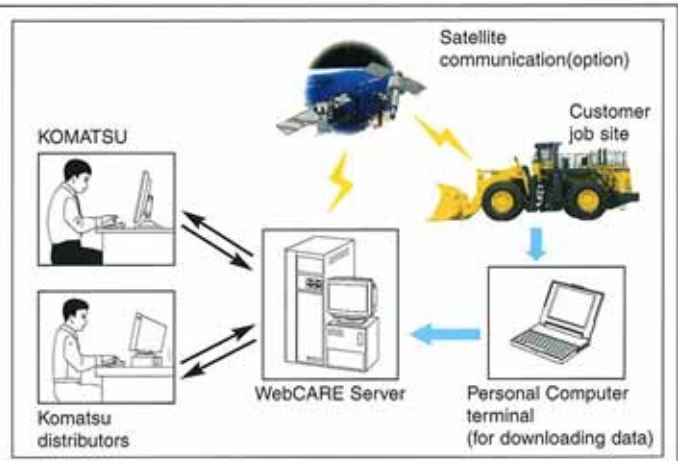 Satellite
communication(option)
Customer
job site
KOMATSU
WebCARE Server
Personal Computer
terminal
(for downloading data)
Komatsu
distributors